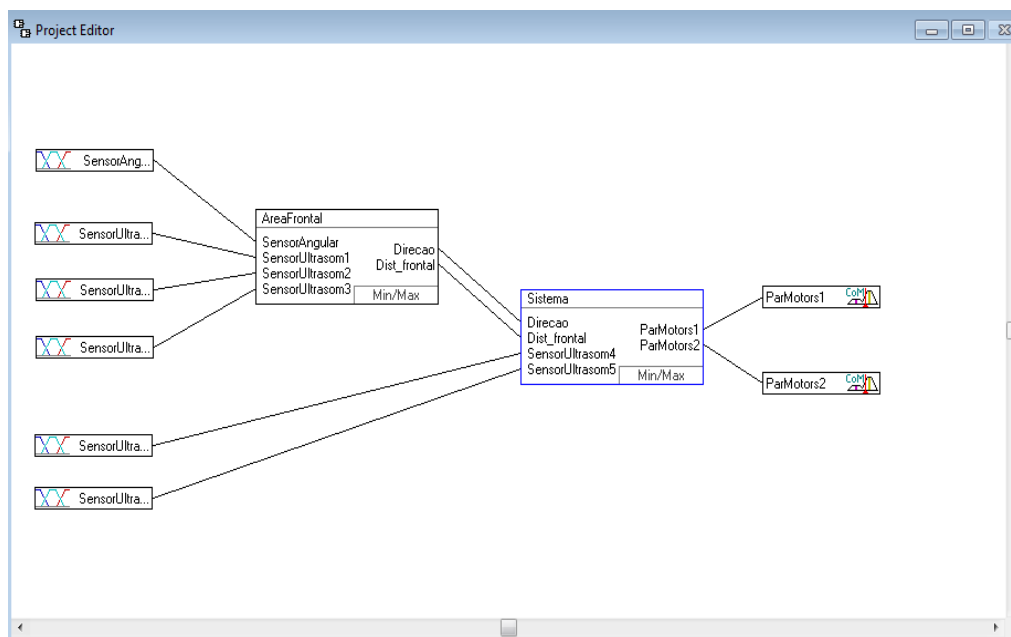 Project Editor
SensorAng...
SensorUltra...
SensorUltra...
SensorUltra...
SensorUltra...
SensorUltra...
AreaFrontal
SensorAngular
SensorUltrasom1
SensorUltrasom2
SensorUltrasom3
Direcao
Dist_frontal
Min/Max
Sistema
Direcao
Dist_frontal
SensorUltrasom4
SensorUltrasom5
ParMotors1
ParMotors2
Min/Max
ParMotors1 CoM
ParMotors2 CoM